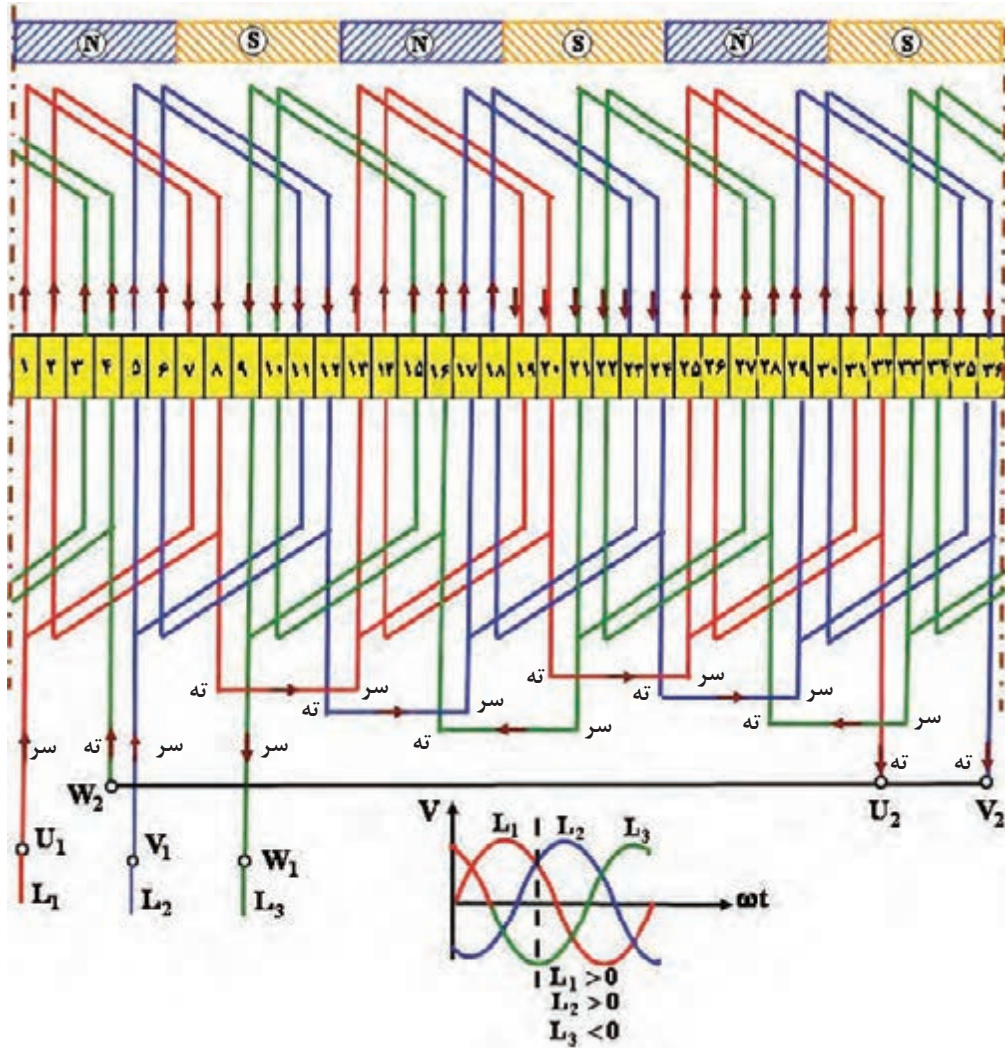 N S N S N S
۱ ۲ ۳ ۴ ۵ ۶ ۷ ۸ ۹ ۱۰ ۱۱ ۱۲ ۱۳ ۱۴ ۱۵ ۱۶ ۱۷ ۱۸ ۱۹ ۲۰ ۲۱ ۲۲ ۲۳ ۲۴ ۲۵ ۲۶ ۲۷ ۲۸ ۲۹ ۳۰ ۳۱ ۳۲ ۳۳ ۳۴ ۳۵ ۳۶
ته سر ته سر
ته سر ته سر
ته سر ته سر
سر ته سر سر ته ته
W₂ U₂ V₂
U₁ V₁ W₁
L₁ L₂ L₃
V L₁ L₂ L₃
ωt
L₁ > 0
L₂ > 0
L₃ < 0